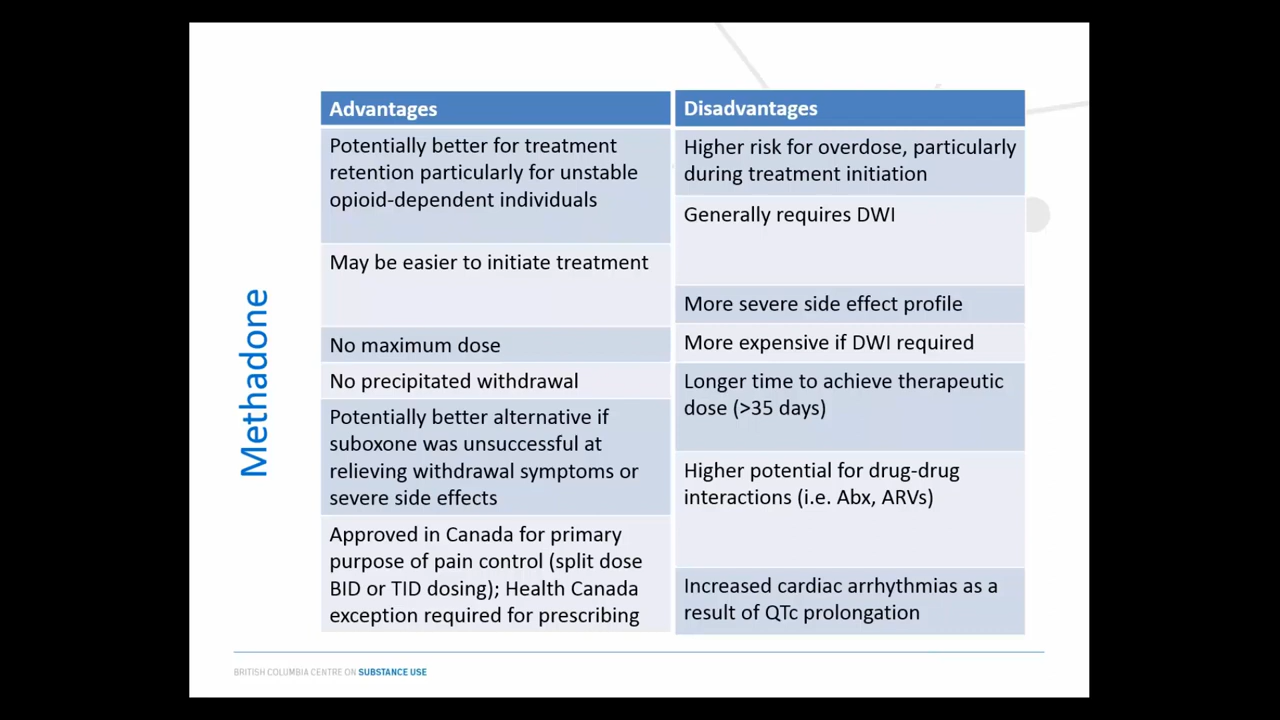 Methadone
Advantages
Potentially better for treatment
retention particularly for unstable
opioid-dependent individuals
May be easier to initiate treatment
No maximum dose
No precipitated withdrawal
Potentially better alternative if
suboxone was unsuccessful at
relieving withdrawal symptoms or
severe side effects
Approved in Canada for primary
purpose of pain control (split dose
BID or TID dosing); Health Canada
exception required for prescribing
Disadvantages
Higher risk for overdose, particularly
during treatment initiation
Generally requires DWI
More severe side effect profile
More expensive if DWI required
Longer time to achieve therapeutic
dose (>35 days)
Higher potential for drug-drug
interactions (i.e. Abx, ARVs)
Increased cardiac arrhythmias as a
result of QTc prolongation
BRITISH COLUMBIA CENTRE ON SUBSTANCE USE